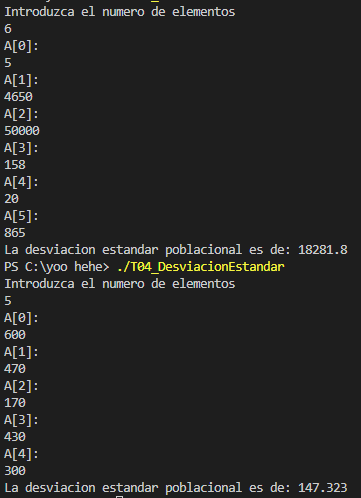 Introduzca el numero de elementos
6
A[0]:
5
A[1]:
4650
A[2]:
50000
A[3]:
158
A[4]:
20
A[5]:
865
La desviacion estandar poblacional es de: 18281.8
PS C:\yoo hehe> ./T04_DesviacionEstandar
Introduzca el numero de elementos
5
A[0]:
600
A[1]:
470
A[2]:
170
A[3]:
430
A[4]:
300
La desviacion estandar poblacional es de: 147.323